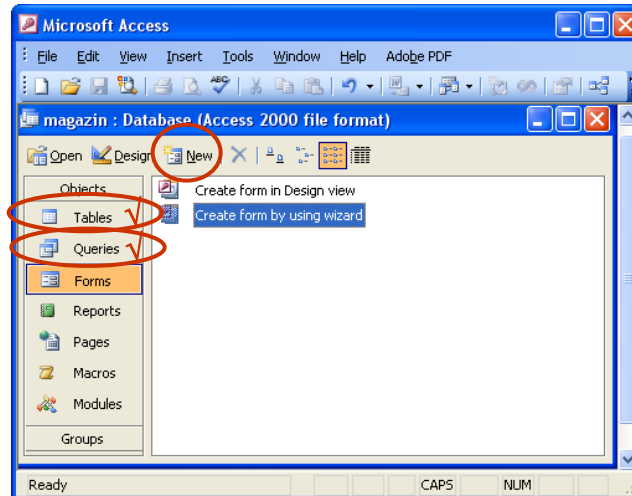 Microsoft Access
File Edit View Insert Tools Window Help Adobe PDF
ABC
magazin : Database (Access 2000 file format)
Open Design New
Objects
Create form in Design view
Tables √
Create form by using wizard
Queries √
Forms
Reports
Pages
Macros
Modules
Groups
Ready CAPS NUM